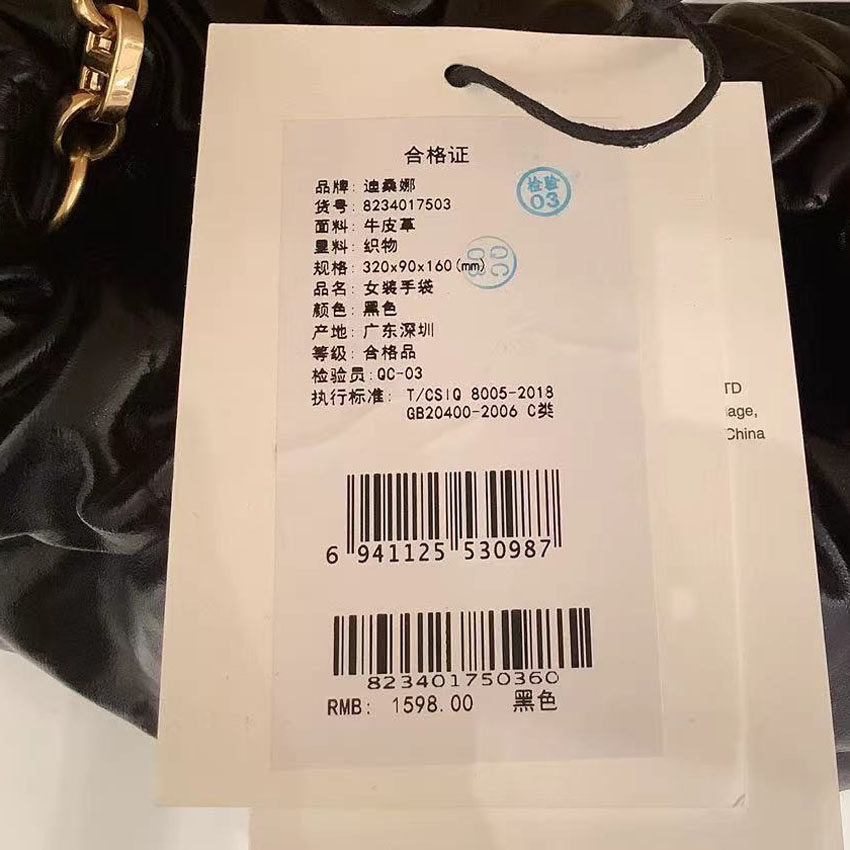 合格证
品牌: 迪桑娜
货号: 8234017503
面料: 牛皮革
里料: 织物
规格: 320x90x160(mm)
品名: 女装手袋
颜色: 黑色
产地: 广东深圳
等级: 合格品
检验员: QC-03
执行标准: T/CSIQ 8005-2018
GB20400-2006 C类
检验
03
QC
03
TD
lage,
China
6 941125 530987
823401750360
RMB: 1598.00 黑色